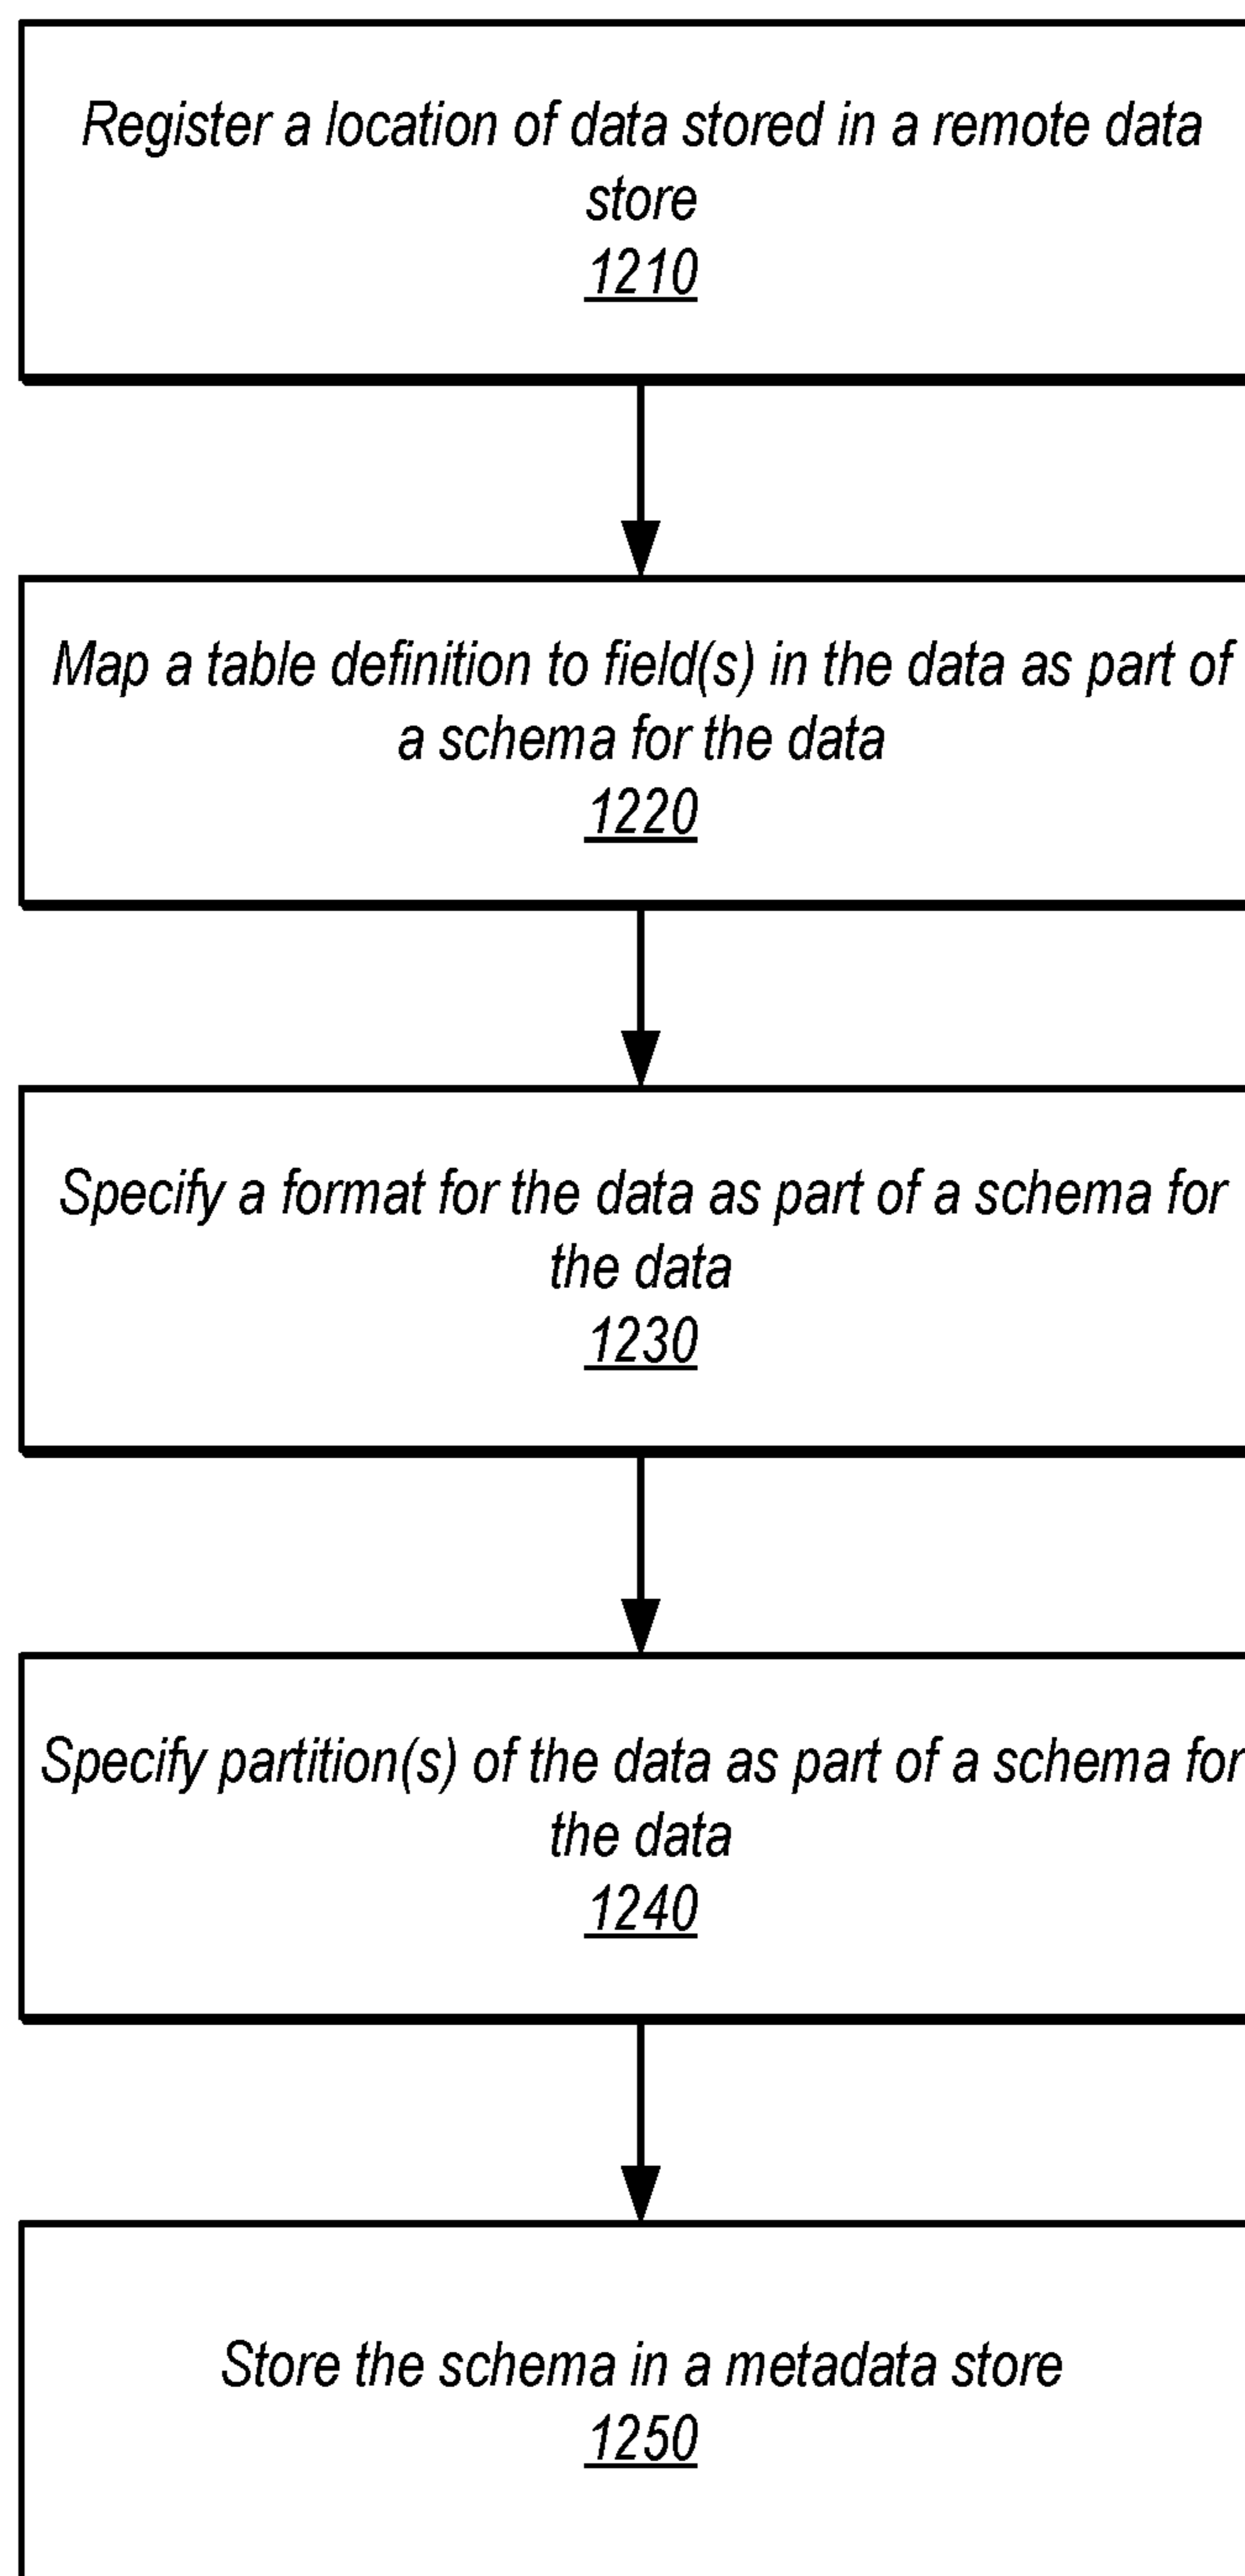 Register a location of data stored in a remote data
store
1210
Map a table definition to field(s) in the data as part of
a schema for the data
1220
Specify a format for the data as part of a schema for
the data
1230
Specify partition(s) of the data as part of a schema for
the data
1240
Store the schema in a metadata store
1250